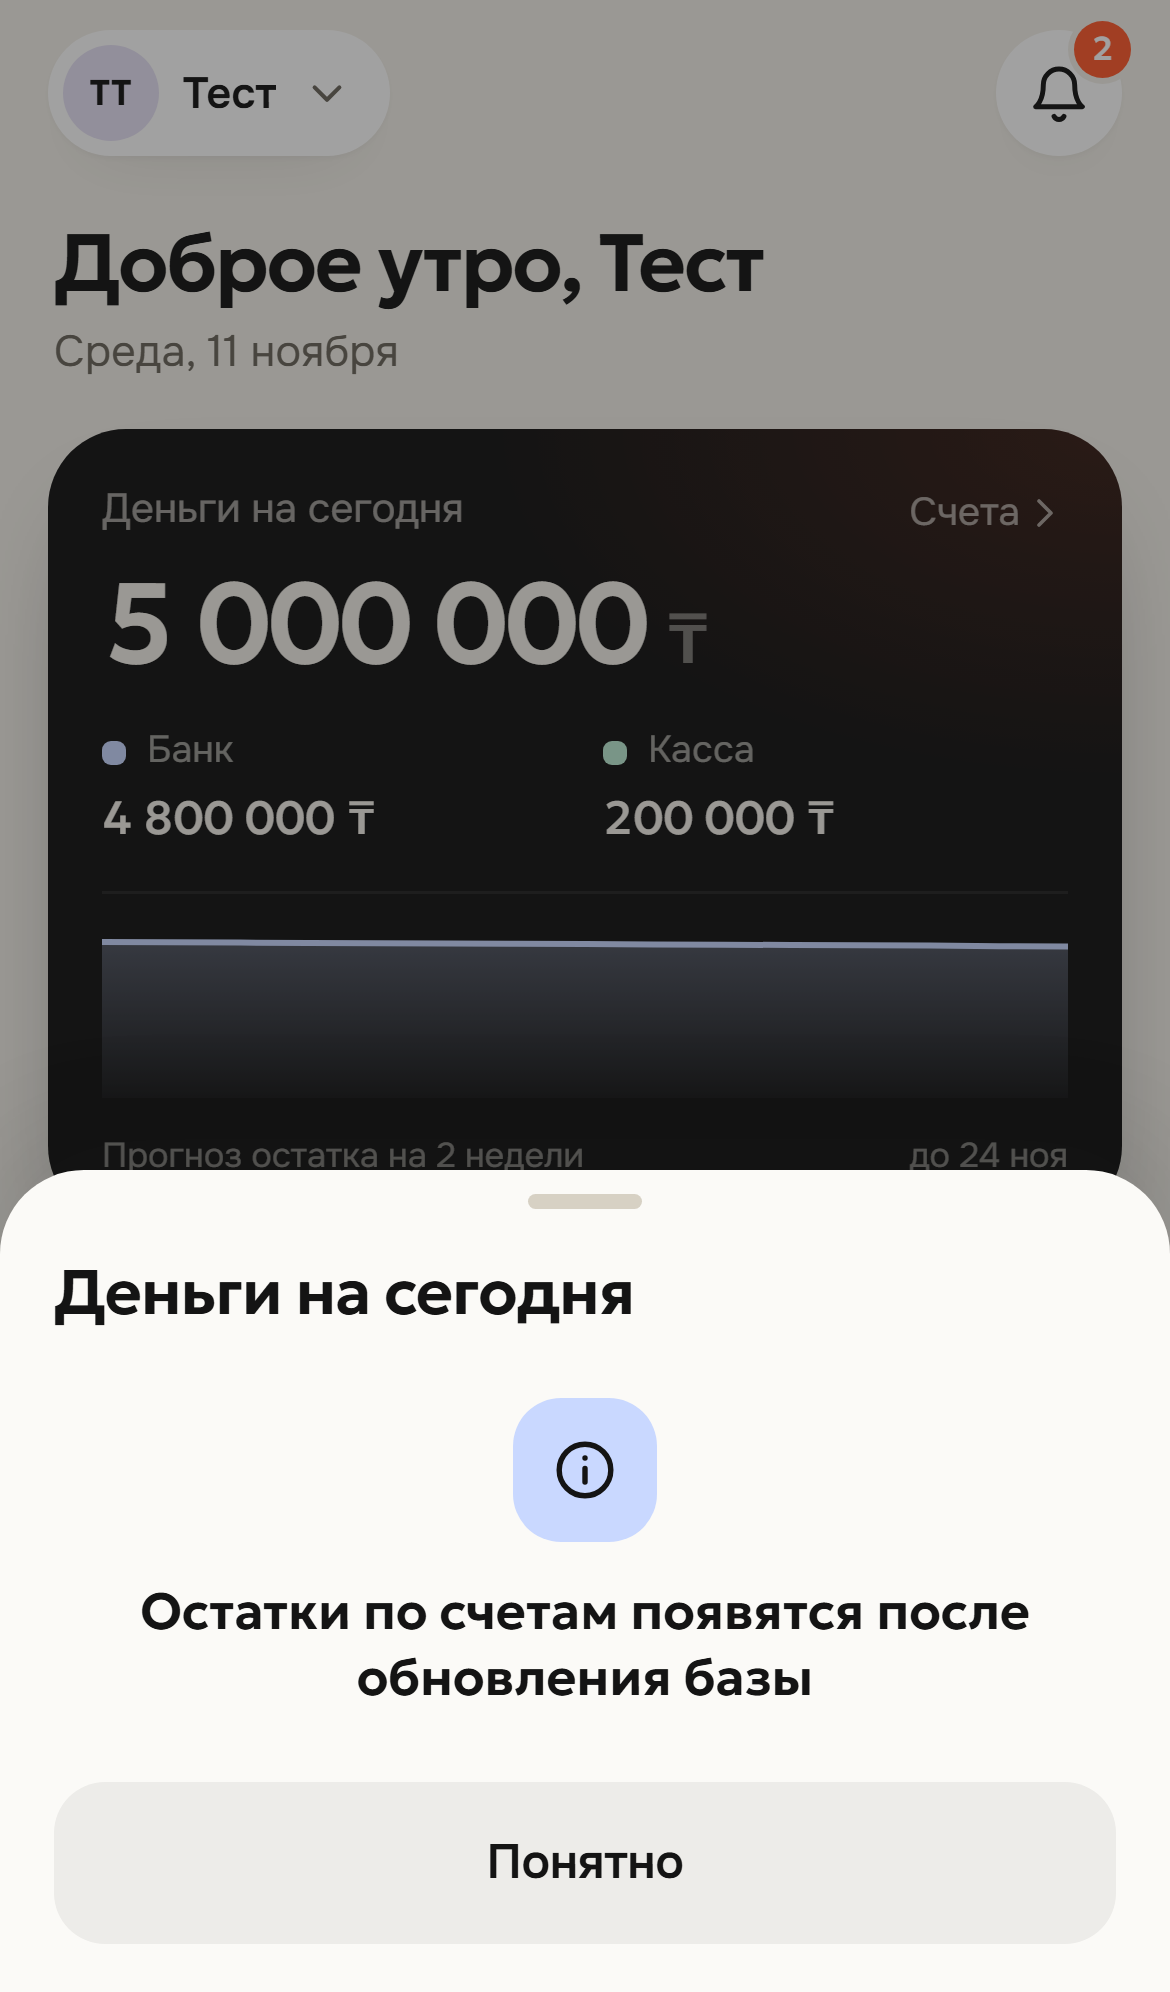 ТТ Тест
2
Доброе утро, Тест
Среда, 11 ноября
Деньги на сегодня
Счета
5 000 000 ₸
Банк
Касса
4 800 000 ₸
200 000 ₸
Прогноз остатка на 2 недели
до 24 ноя
Деньги на сегодня
Остатки по счетам появятся после
обновления базы
Понятно